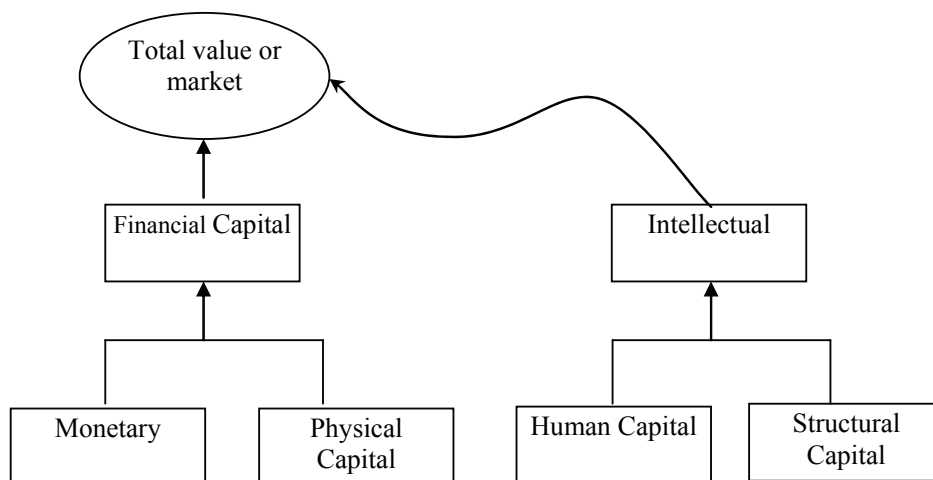 Total value or
market
Financial Capital
Intellectual
Monetary
Physical
Capital
Human Capital
Structural
Capital